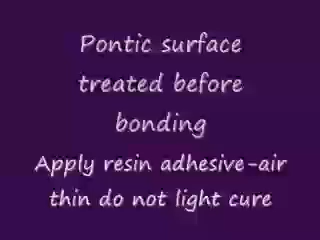 Pontic surface
treated before
bonding
Apply resin adhesive-air
thin do not light cure